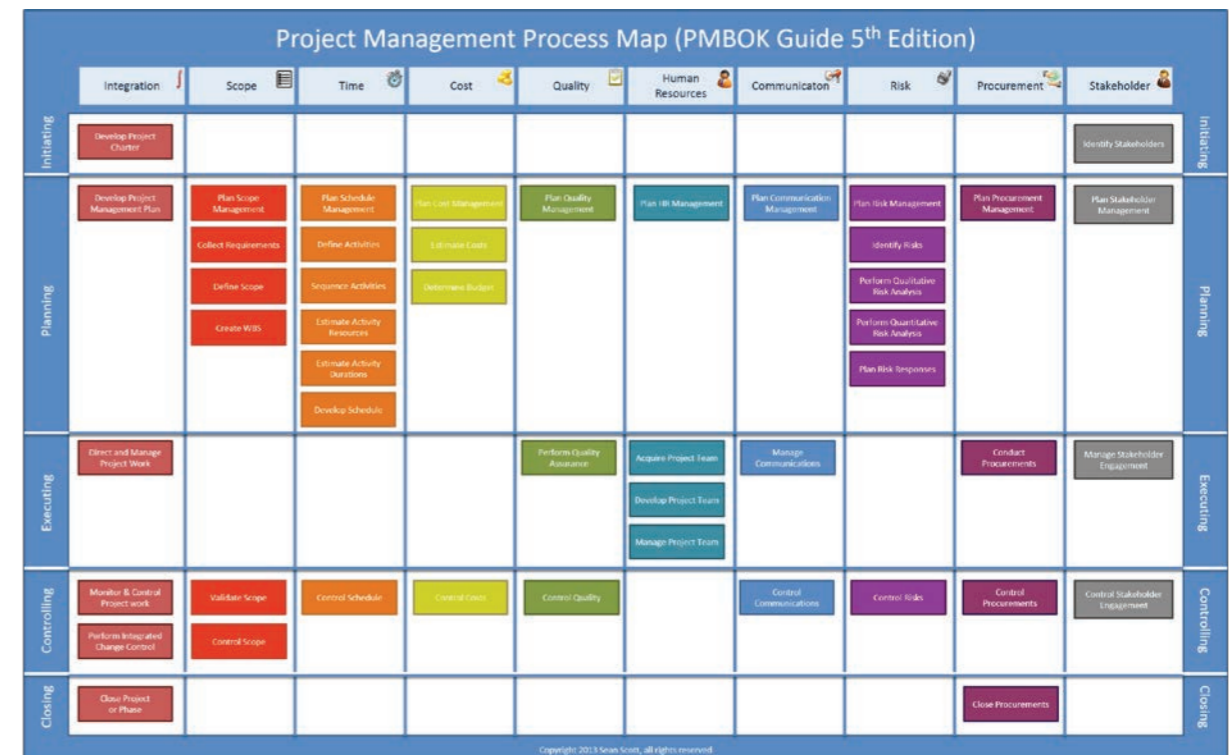 Project Management Process Map (PMBOK Guide 5th Edition)
Integration
Scope
Time
Cost
Quality
Human
Resources
Communicaton
Risk
Procurement
Stakeholder
Initiating
Develop Project
Charter
Identify Stakeholders
Initiating
Planning
Develop Project
Management Plan
Plan Scope
Management
Collect Requirements
Define Scope
Create WBS
Plan Schedule
Management
Define Activities
Sequence Activities
Estimate Activity
Resources
Estimate Activity
Durations
Develop Schedule
Plan Cost Management
Estimate Costs
Determine Budget
Plan Quality
Management
Plan HR Management
Plan Communication
Management
Plan Risk Management
Identify Risks
Perform Qualitative
Risk Analysis
Perform Quantitative
Risk Analysis
Plan Risk Responses
Plan Procurement
Management
Plan Stakeholder
Management
Planning
Executing
Direct and Manage
Project Work
Perform Quality
Assurance
Acquire Project Team
Develop Project Team
Manage Project Team
Manage
Communications
Conduct
Procurements
Manage Stakeholder
Engagement
Executing
Controlling
Monitor & Control
Project work
Perform Integrated
Change Control
Validate Scope
Control Scope
Control Schedule
Control Costs
Control Quality
Control
Communications
Control Risks
Control
Procurements
Control Stakeholder
Engagement
Controlling
Closing
Close Project
or Phase
Close Procurements
Closing
Copyright 2013 Sean Scott, all rights reserved